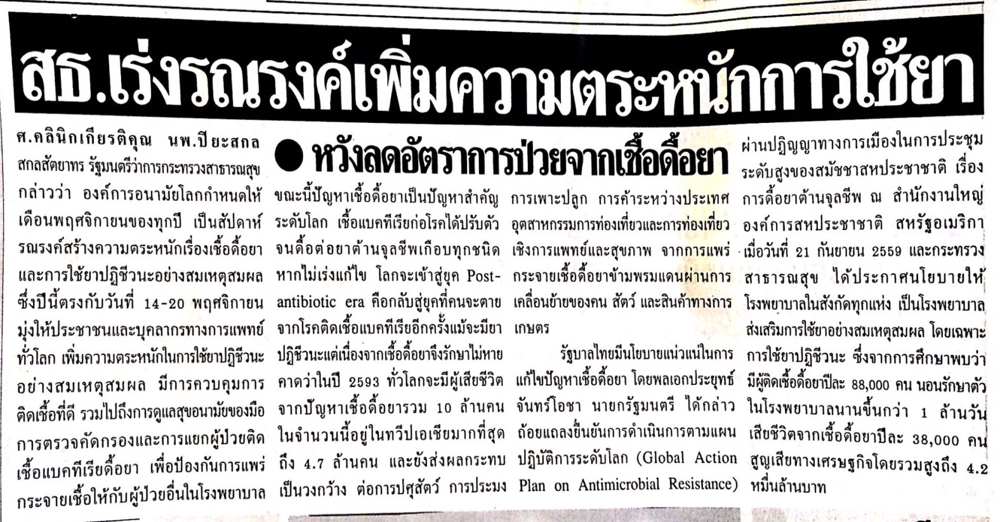 สธ.เร่งรณรงค์เพิ่มความตระหนักการใช้ยา
● หวังลดอัตราการป่วยจากเชื้อดื้อยา
ศ.คลินิกเกียรติคุณ นพ.ปิยะสกล
สกลสัตยาทร รัฐมนตรีว่าการกระทรวงสาธารณสุข
กล่าวว่า องค์การอนามัยโลกกำหนดให้
เดือนพฤศจิกายนของทุกปี เป็นสัปดาห์
รณรงค์สร้างความตระหนักเรื่องเชื้อดื้อยา
และการใช้ยาปฏิชีวนะอย่างสมเหตุสมผล
ซึ่งปีนี้ตรงกับวันที่ 14-20 พฤศจิกายน
มุ่งให้ประชาชนและบุคลากรทางการแพทย์
ทั่วโลก เพิ่มความตระหนักในการใช้ยาปฏิชีวนะ
อย่างสมเหตุสมผล มีการควบคุมการ
ติดเชื้อที่ดี รวมไปถึงการดูแลสุขอนามัยของมือ
การตรวจคัดกรองและการแยกผู้ป่วยติด
เชื้อแบคทีเรียดื้อยา เพื่อป้องกันการแพร่
กระจายเชื้อให้กับผู้ป่วยอื่นในโรงพยาบาล
ขณะนี้ปัญหาเชื้อดื้อยาเป็นปัญหาสำคัญ
ระดับโลก เชื้อแบคทีเรียก่อโรคได้ปรับตัว
จนดื้อต่อยาต้านจุลชีพเกือบทุกชนิด
หากไม่เร่งแก้ไข โลกจะเข้าสู่ยุค Post-
antibiotic era คือกลับสู่ยุคที่คนจะตาย
จากโรคติดเชื้อแบคทีเรียอีกครั้งแม้จะมียา
ปฏิชีวนะแต่เนื่องจากเชื้อดื้อยาจึงรักษาไม่หาย
คาดว่าในปี 2593 ทั่วโลกจะมีผู้เสียชีวิต
จากปัญหาเชื้อดื้อยารวม 10 ล้านคน
ในจำนวนนี้อยู่ในทวีปเอเชียมากที่สุด
ถึง 4.7 ล้านคน และยังส่งผลกระทบ
เป็นวงกว้าง ต่อการปศุสัตว์ การประมง
การเพาะปลูก การค้าระหว่างประเทศ
อุตสาหกรรมการท่องเที่ยวและการท่องเที่ยว
เชิงการแพทย์และสุขภาพ จากการแพร่
กระจายเชื้อดื้อยาข้ามพรมแดนผ่านการ
เคลื่อนย้ายของคน สัตว์ และสินค้าทางการ
เกษตร
รัฐบาลไทยมีนโยบายแน่วแน่ในการ
แก้ไขปัญหาเชื้อดื้อยา โดยพลเอกประยุทธ์
จันทร์โอชา นายกรัฐมนตรี ได้กล่าว
ถ้อยแถลงยืนยันการดำเนินการตามแผน
ปฏิบัติการระดับโลก (Global Action
Plan on Antimicrobial Resistance)
ผ่านปฏิญญาทางการเมืองในการประชุม
ระดับสูงของสมัชชาสหประชาชาติ เรื่อง
การดื้อยาต้านจุลชีพ ณ สำนักงานใหญ่
องค์การสหประชาชาติ สหรัฐอเมริกา
เมื่อวันที่ 21 กันยายน 2559 และกระทรวง
สาธารณสุข ได้ประกาศนโยบายให้
โรงพยาบาลในสังกัดทุกแห่ง เป็นโรงพยาบาล
ส่งเสริมการใช้ยาอย่างสมเหตุสมผล โดยเฉพาะ
การใช้ยาปฏิชีวนะ ซึ่งจากการศึกษาพบว่า
มีผู้ติดเชื้อดื้อยาปีละ 88,000 คน นอนรักษาตัว
ในโรงพยาบาลนานขึ้นกว่า 1 ล้านวัน
เสียชีวิตจากเชื้อดื้อยาปีละ 38,000 คน
สูญเสียทางเศรษฐกิจโดยรวมสูงถึง 4.2
หมื่นล้านบาท